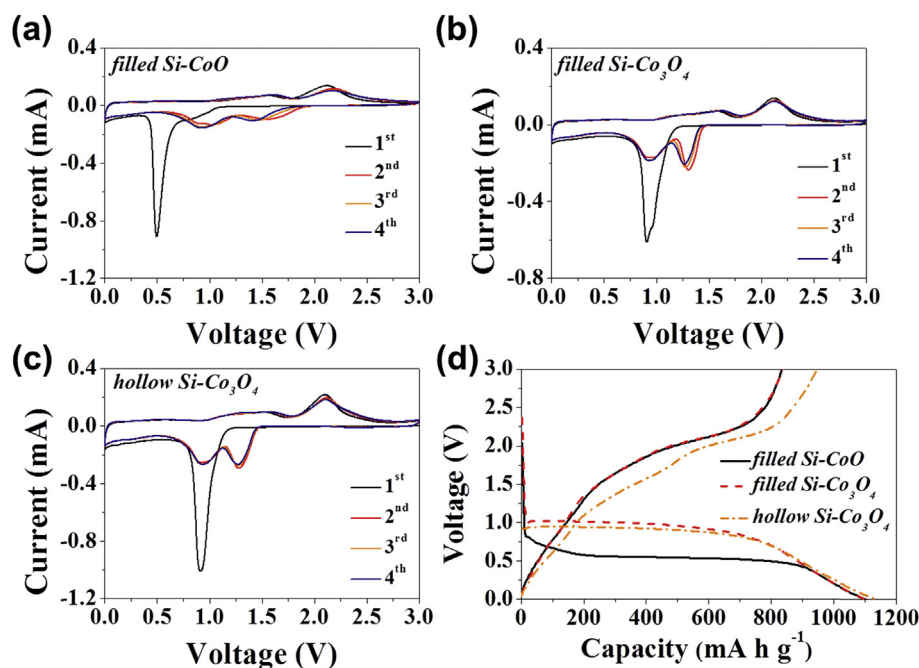 (a)
filled Si-CoO
Current (mA)
0.4
0.0
-0.4
-0.8
-1.2
1st
2nd
3rd
4th
0.0 0.5 1.0 1.5 2.0 2.5 3.0
Voltage (V)
(b)
filled Si-Co₃O₄
Current (mA)
0.4
0.0
-0.4
-0.8
1st
2nd
3rd
4th
0.0 0.5 1.0 1.5 2.0 2.5 3.0
Voltage (V)
(c)
hollow Si-Co₃O₄
Current (mA)
0.4
0.0
-0.4
-0.8
-1.2
1st
2nd
3rd
4th
0.0 0.5 1.0 1.5 2.0 2.5 3.0
Voltage (V)
(d)
Voltage (V)
3.0
2.5
2.0
1.5
1.0
0.5
0.0
filled Si-CoO
filled Si-Co₃O₄
hollow Si-Co₃O₄
0 200 400 600 800 1000 1200
Capacity (mA h g⁻¹)